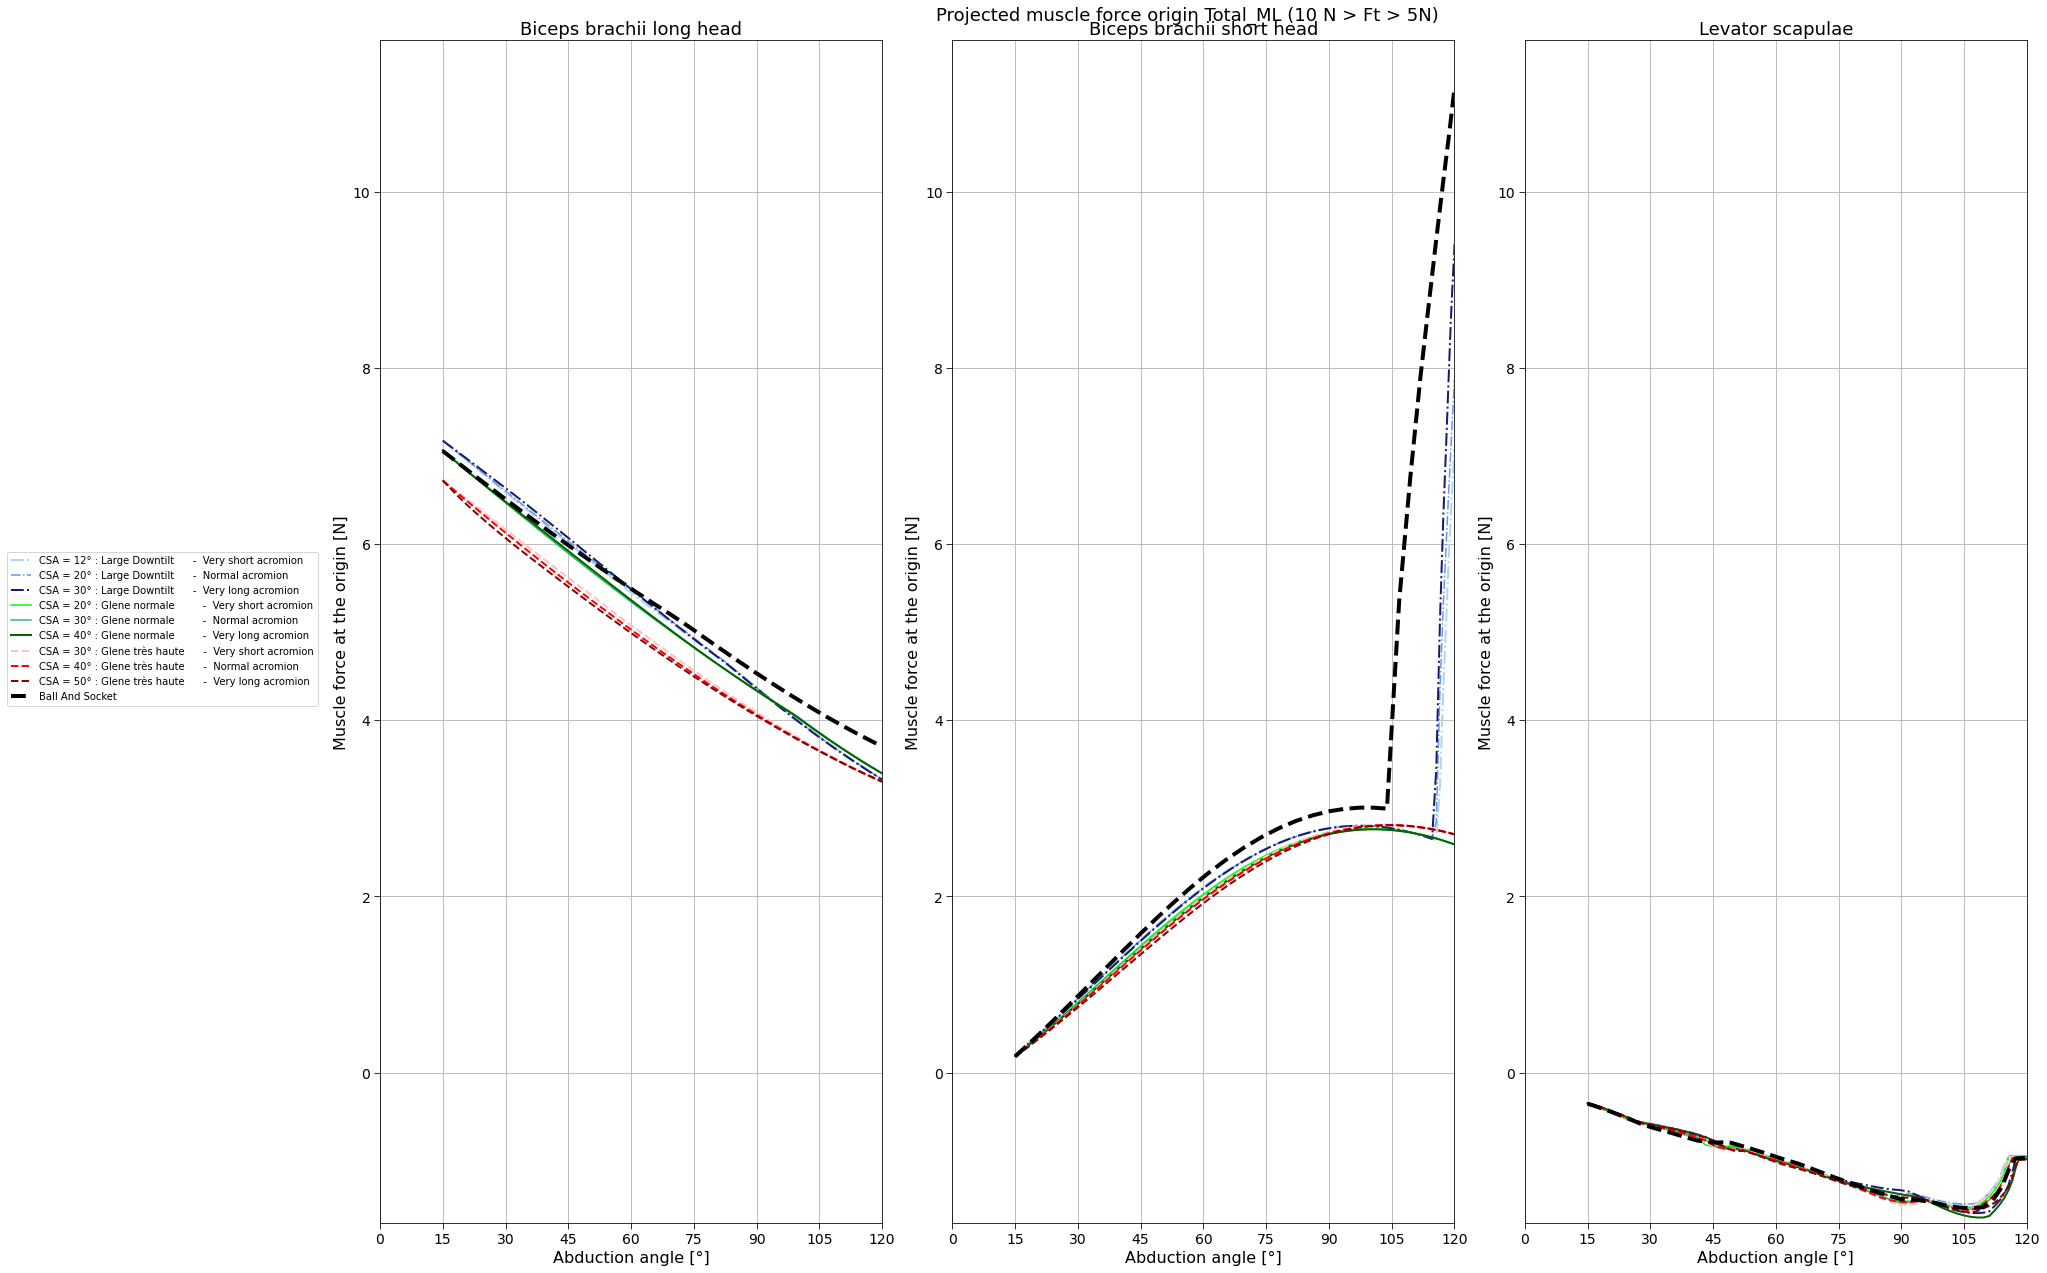 Projected muscle force origin Total_ML (10 N > Ft > 5N)
Biceps brachii long head
Biceps brachii short head
Levator scapulae
CSA = 12° : Large Downtilt - Very short acromion
CSA = 20° : Large Downtilt - Normal acromion
CSA = 30° : Large Downtilt - Very long acromion
CSA = 20° : Glene normale - Very short acromion
CSA = 30° : Glene normale - Normal acromion
CSA = 40° : Glene normale - Very long acromion
CSA = 30° : Glene très haute - Very short acromion
CSA = 40° : Glene très haute - Normal acromion
CSA = 50° : Glene très haute - Very long acromion
Ball And Socket
Muscle force at the origin [N]
10
8
6
4
2
0
0 15 30 45 60 75 90 105 120
Abduction angle [°]
Muscle force at the origin [N]
10
8
6
4
2
0
0 15 30 45 60 75 90 105 120
Abduction angle [°]
Muscle force at the origin [N]
10
8
6
4
2
0
0 15 30 45 60 75 90 105 120
Abduction angle [°]